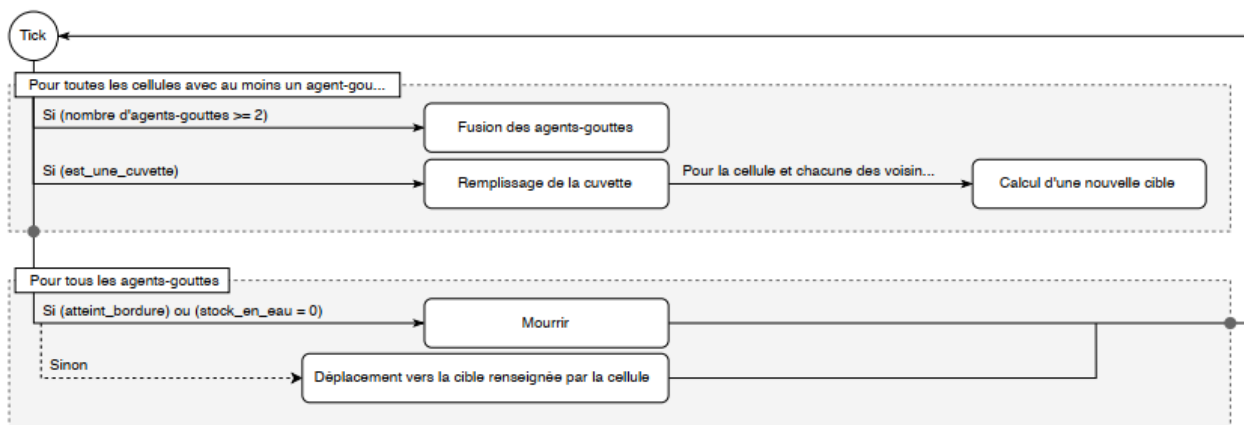 Tick
Pour toutes les cellules avec au moins un agent-gou...
Si (nombre d'agents-gouttes >= 2)
Fusion des agents-gouttes
Si (est_une_cuvette)
Remplissage de la cuvette
Pour la cellule et chacune des voisin...
Calcul d'une nouvelle cible
Pour tous les agents-gouttes
Si (atteint_bordure) ou (stock_en_eau = 0)
Mourrir
Sinon
Déplacement vers la cible renseignée par la cellule